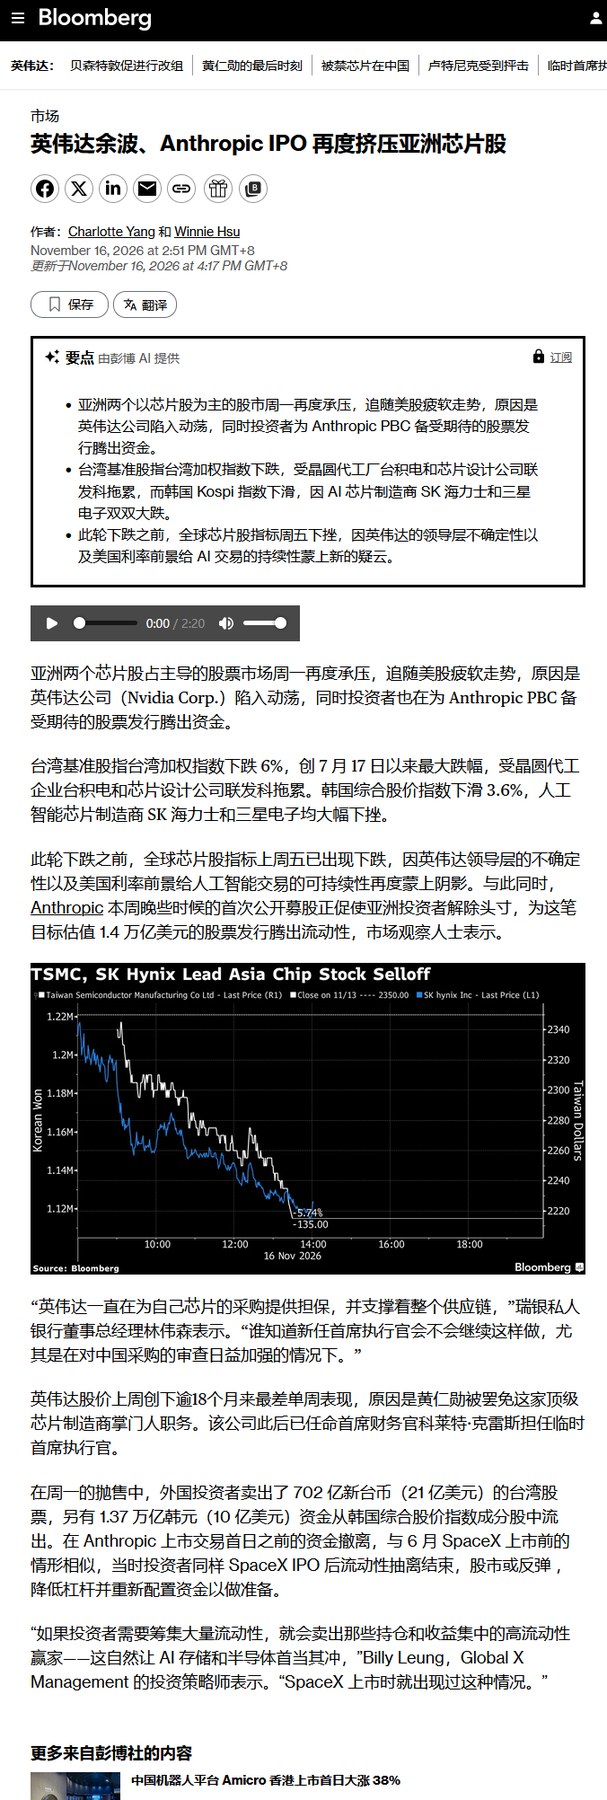 Bloomberg
英伟达：
贝森特敦促进行改组
黄仁勋的最后时刻
被禁芯片在中国
卢特尼克受到抨击
临时首席执
市场
英伟达余波、Anthropic IPO 再度挤压亚洲芯片股
作者：Charlotte Yang 和 Winnie Hsu
November 16, 2026 at 2:51 PM GMT+8
更新于November 16, 2026 at 4:17 PM GMT+8
保存
翻译
要点 由彭博 AI 提供
订阅
• 亚洲两个以芯片股为主的股市周一再度承压，追随美股疲软走势，原因是
英伟达公司陷入动荡，同时投资者为 Anthropic PBC 备受期待的股票发
行腾出资金。
• 台湾基准股指台湾加权指数下跌，受晶圆代工厂台积电和芯片设计公司联
发科拖累，而韩国 Kospi 指数下滑，因 AI 芯片制造商 SK 海力士和三星
电子双双大跌。
• 此轮下跌之前，全球芯片股指标周五下挫，因英伟达的领导层不确定性以
及美国利率前景给 AI 交易的持续性蒙上新的疑云。
0:00 / 2:20
亚洲两个芯片股占主导的股票市场周一再度承压，追随美股疲软走势，原因是
英伟达公司（Nvidia Corp.）陷入动荡，同时投资者也在为 Anthropic PBC 备
受期待的股票发行腾出资金。
台湾基准股指台湾加权指数下跌 6%，创 7 月 17 日以来最大跌幅，受晶圆代工
企业台积电和芯片设计公司联发科拖累。韩国综合股价指数下滑 3.6%，人工
智能芯片制造商 SK 海力士和三星电子均大幅下挫。
此轮下跌之前，全球芯片股指标上周五已出现下跌，因英伟达领导层的不确定
性以及美国利率前景给人工智能交易的可持续性再度蒙上阴影。与此同时，
Anthropic 本周晚些时候的首次公开募股正促使亚洲投资者解除头寸，为这笔
目标估值 1.4 万亿美元的股票发行腾出流动性，市场观察人士表示。
TSMC, SK Hynix Lead Asia Chip Stock Selloff
Taiwan Semiconductor Manufacturing Co Ltd - Last Price (R1)
Close on 11/13 ---- 2350.00
SK hynix Inc - Last Price (L1)
1.22M
1.2M
1.18M
1.16M
1.14M
1.12M
Korean Won
2340
2320
2300
2280
2260
2240
2220
Taiwan Dollars
-5.74%
-135.00
10:00
12:00
14:00
16:00
18:00
16 Nov 2026
Source: Bloomberg
Bloomberg
“英伟达一直在为自己芯片的采购提供担保，并支撑着整个供应链，”瑞银私人
银行董事总经理林伟森表示。“谁知道新任首席执行官会不会继续这样做，尤
其是在对中国采购的审查日益加强的情况下。”
英伟达股价上周创下逾18个月来最差单周表现，原因是黄仁勋被罢免这家顶级
芯片制造商掌门人职务。该公司此后已任命首席财务官科莱特·克雷斯担任临时
首席执行官。
在周一的抛售中，外国投资者卖出了 702 亿新台币（21 亿美元）的台湾股
票，另有 1.37 万亿韩元（10 亿美元）资金从韩国综合股价指数成分股中流
出。在 Anthropic 上市交易首日之前的资金撤离，与 6 月 SpaceX 上市前的
情形相似，当时投资者同样 SpaceX IPO 后流动性抽离结束，股市或反弹 ，
降低杠杆并重新配置资金以做准备。
“如果投资者需要筹集大量流动性，就会卖出那些持仓和收益集中的高流动性
赢家——这自然让 AI 存储和半导体首当其冲，”Billy Leung，Global X
Management 的投资策略师表示。“SpaceX 上市时就出现过这种情况。”
更多来自彭博社的内容
中国机器人平台 Amicro 香港上市首日大涨 38%